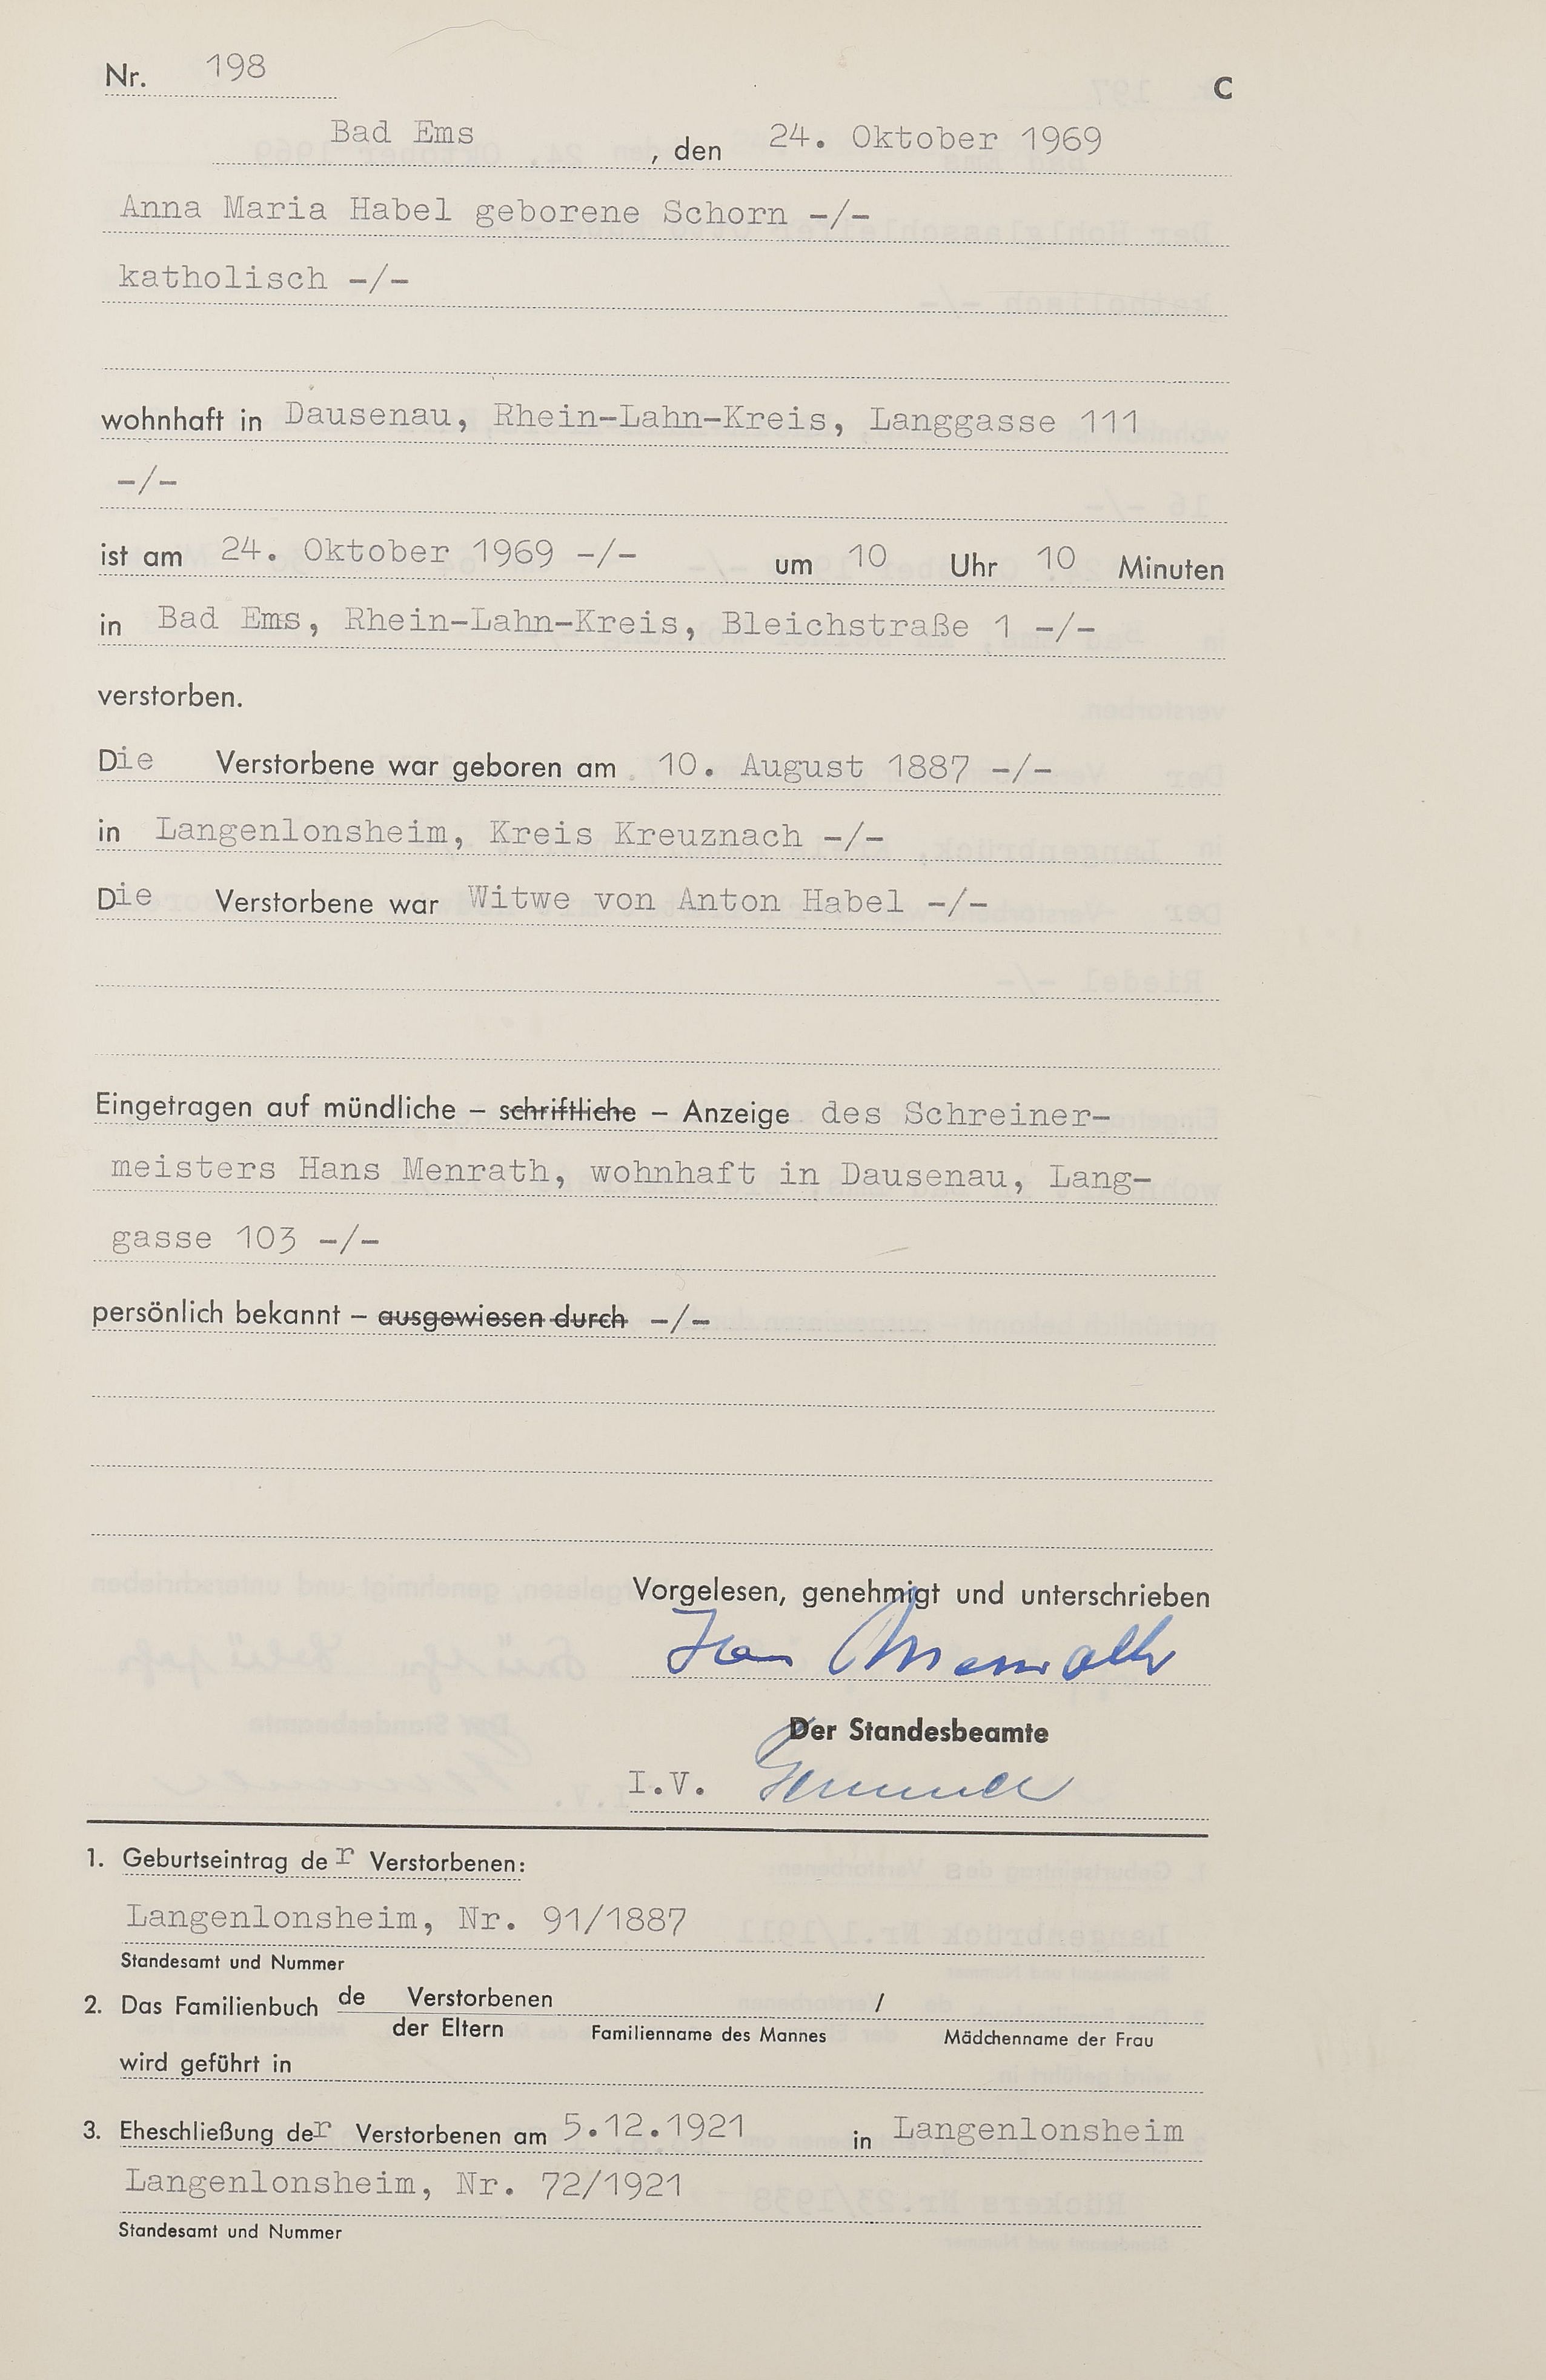 Nr. 198
C
Bad Ems , den 24. Oktober 1969
Anna Maria Habel geborene Schorn -/-
katholisch -/-
wohnhaft in Dausenau, Rhein-Lahn-Kreis, Langgasse 111
-/-
ist am 24. Oktober 1969 -/- um 10 Uhr 10 Minuten
in Bad Ems, Rhein-Lahn-Kreis, Bleichstraße 1 -/-
verstorben.
Die Verstorbene war geboren am 10. August 1887 -/-
in Langenlonsheim, Kreis Kreuznach -/-
Die Verstorbene war Witwe von Anton Habel -/-
Eingetragen auf mündliche – schriftliche – Anzeige des Schreiner-
meisters Hans Menrath, wohnhaft in Dausenau, Lang-
gasse 103 -/-
persönlich bekannt – ausgewiesen durch -/-
Vorgelesen, genehmigt und unterschrieben
Hans Menrath
Der Standesbeamte
I.V.
1. Geburtseintrag der Verstorbenen:
Langenlonsheim, Nr. 91/1887
Standesamt und Nummer
2. Das Familienbuch de Verstorbenen /
der Eltern Familienname des Mannes Mädchenname der Frau
wird geführt in
3. Eheschließung der Verstorbenen am 5.12.1921 in Langenlonsheim
Langenlonsheim, Nr. 72/1921
Standesamt und Nummer